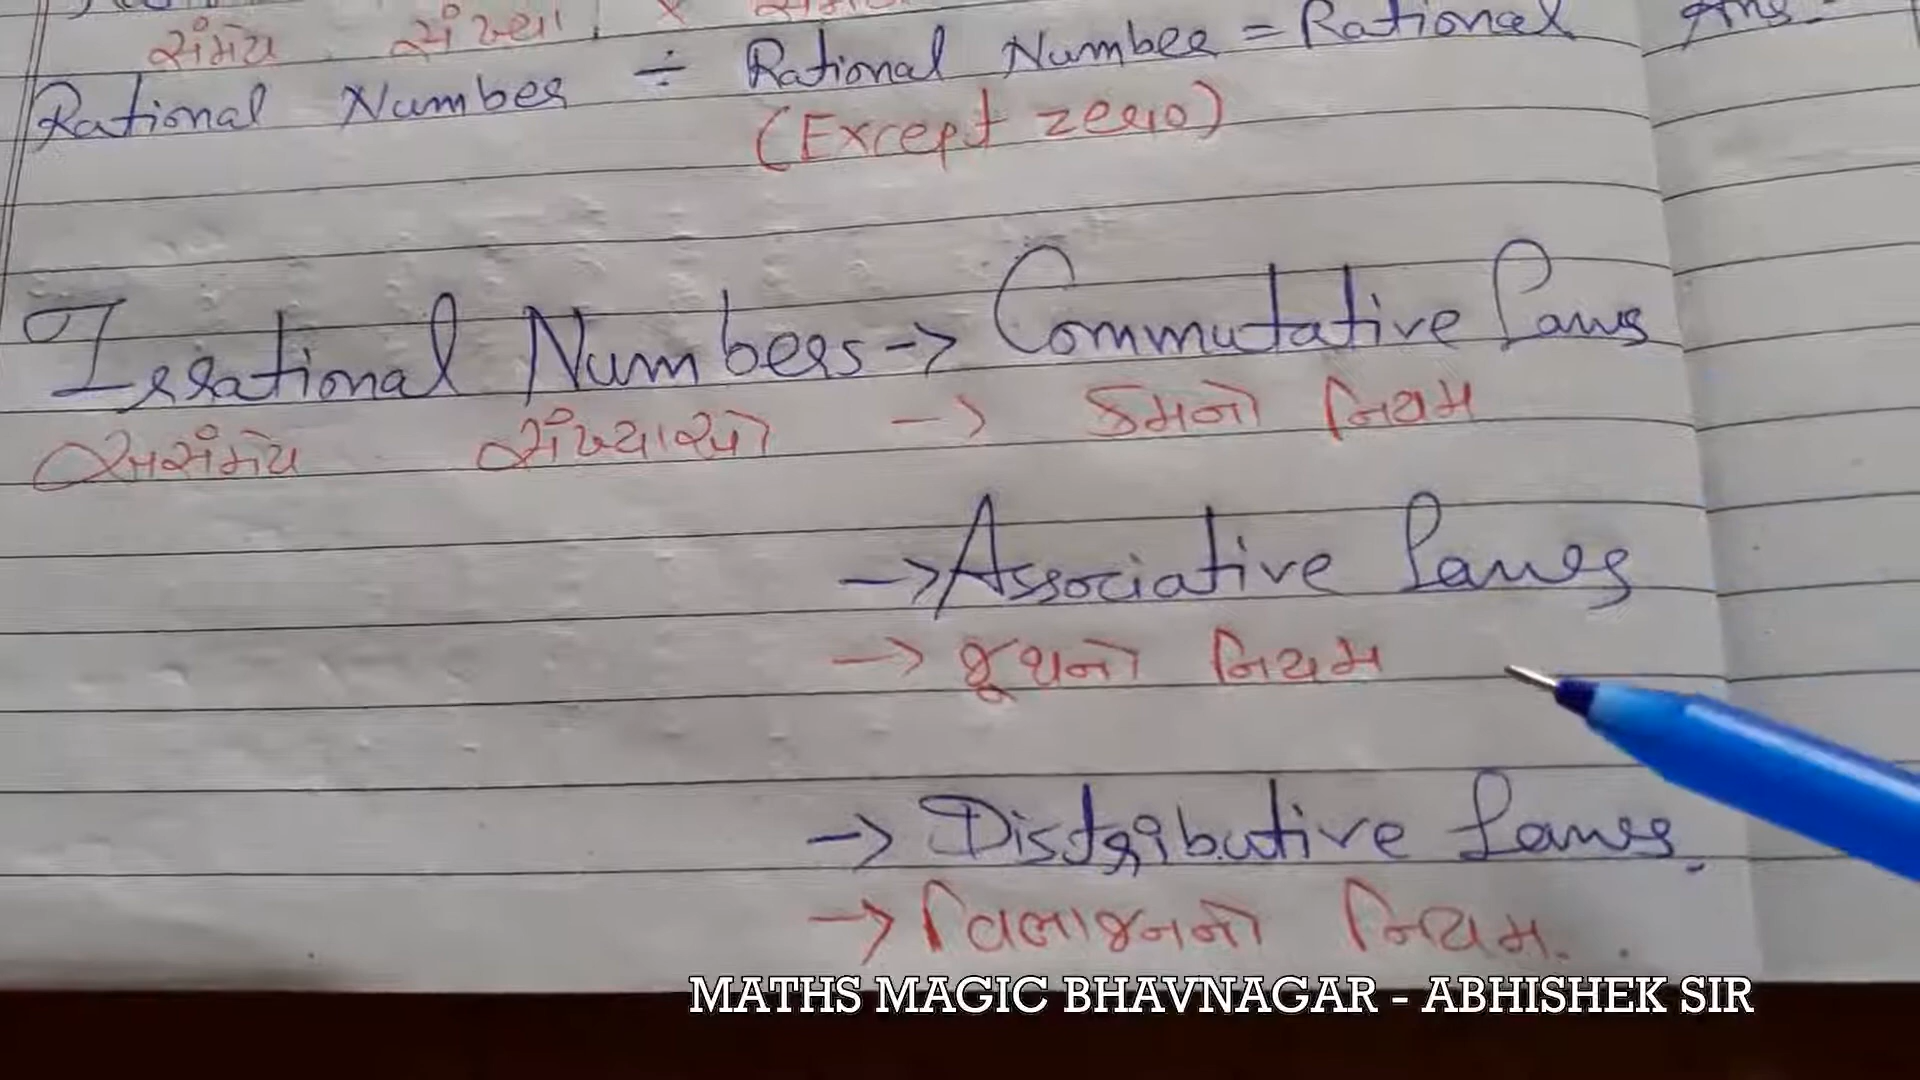 સંમેય સંખ્યા
Rational Number ÷ Rational Number = Rational Ans.
(Except zero)
Irrational Numbers -> Commutative Laws
અસંમેય સંખ્યાઓ -> ક્રમનો નિયમ
-> Associative Laws
-> જૂથનો નિયમ
-> Distributive Laws.
-> વિભાજનનો નિયમ.
MATHS MAGIC BHAVNAGAR - ABHISHEK SIR